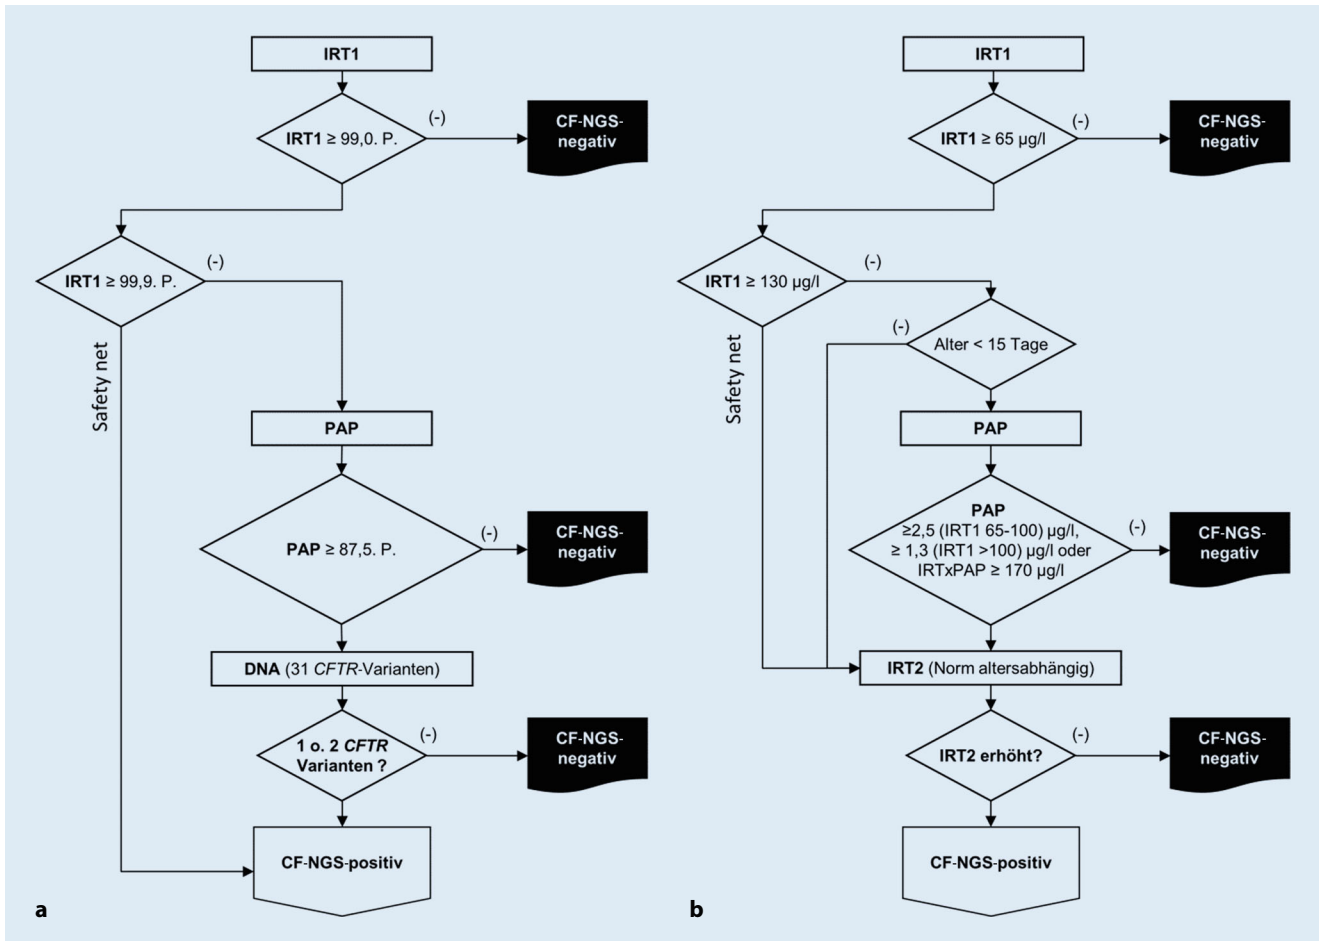 IRT1
IRT1 ≥ 99,0. P.
(-)
CF-NGS-
negativ
IRT1 ≥ 99,9. P.
(-)
Safety net
PAP
PAP ≥ 87,5. P.
(-)
CF-NGS-
negativ
DNA (31 CFTR-Varianten)
1 o. 2 CFTR
Varianten ?
(-)
CF-NGS-
negativ
CF-NGS-positiv
a
IRT1
IRT1 ≥ 65 µg/l
(-)
CF-NGS-
negativ
IRT1 ≥ 130 µg/l
(-)
Safety net
(-)
Alter < 15 Tage
PAP
PAP
≥2,5 (IRT1 65-100) µg/l,
≥ 1,3 (IRT1 >100) µg/l oder
IRTxPAP ≥ 170 µg/l
(-)
CF-NGS-
negativ
IRT2 (Norm altersabhängig)
IRT2 erhöht?
(-)
CF-NGS-
negativ
CF-NGS-positiv
b